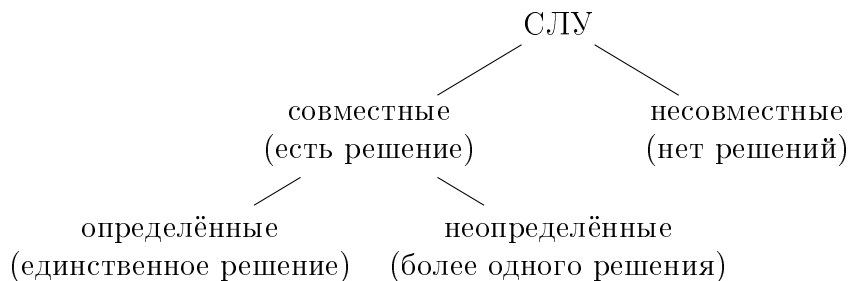 СЛУ
совместные
(есть решение)
несовместные
(нет решений)
определённые
(единственное решение)
неопределённые
(более одного решения)